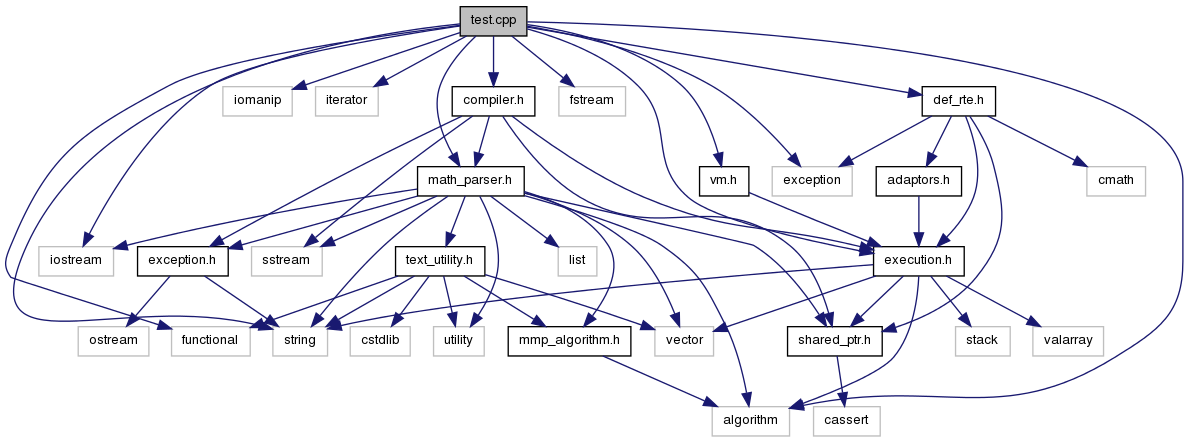 test.cpp
iomanip
iterator
compiler.h
fstream
def_rte.h
math_parser.h
vm.h
exception
adaptors.h
cmath
iostream
exception.h
sstream
text_utility.h
list
execution.h
ostream
functional
string
cstdlib
utility
mmp_algorithm.h
vector
shared_ptr.h
stack
valarray
algorithm
cassert